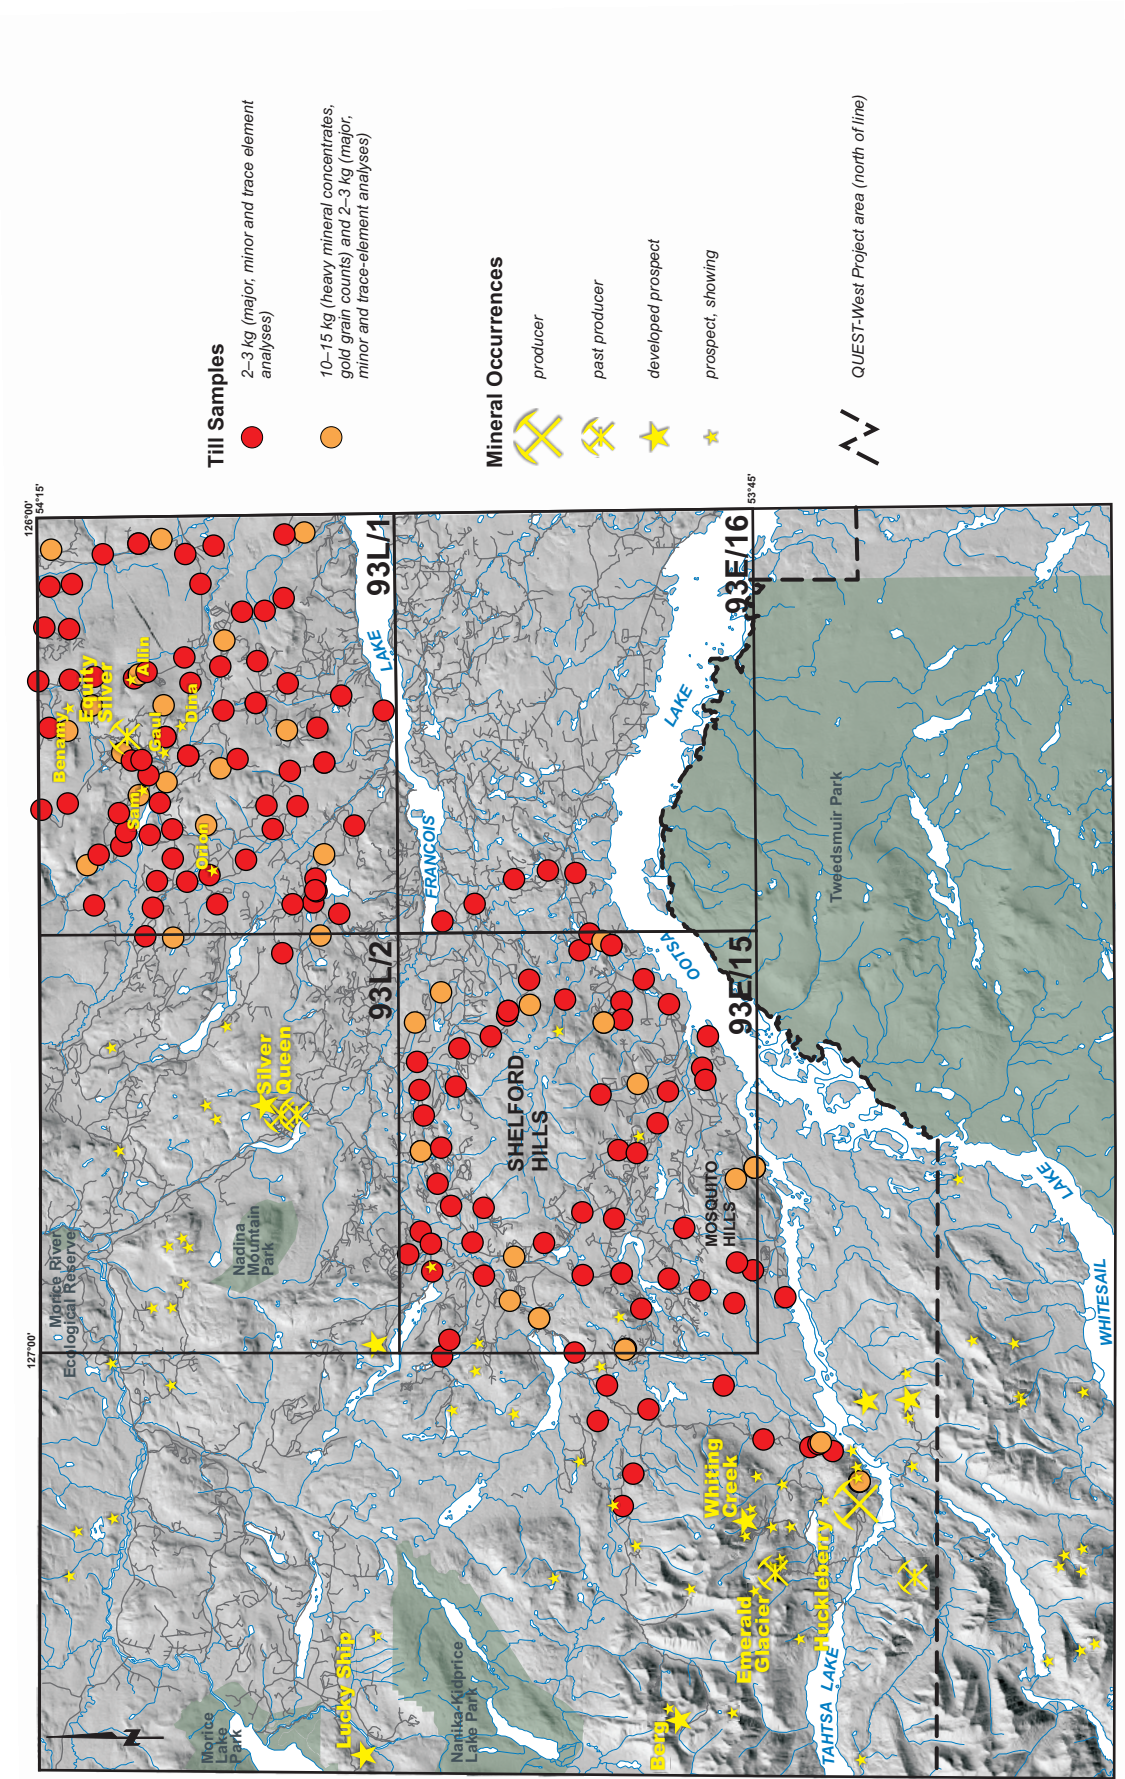 Till Samples
2–3 kg (major, minor and trace element
analyses)
10–15 kg (heavy mineral concentrates,
gold grain counts) and 2–3 kg (major,
minor and trace-element analyses)
Mineral Occurrences
producer
past producer
developed prospect
prospect, showing
QUEST-West Project area (north of line)
127°00'
126°00'
54°15'
53°45'
N
Morice River
Ecological Reserve
Morice
Lake
Park
Nadina
Mountain
Park
Nanika-Kidprice
Lake Park
Tweedsmuir Park
Lucky Ship
Silver
Queen
Benamy
Equity
Silver
Allin
Gaul
Dina
Sam
Orion
93L/2
93L/1
FRANCOIS
LAKE
SHELFORD
HILLS
MOSQUITO
HILLS
93E/15
93E/16
OOTSA
LAKE
Berg
Whiting
Creek
Emerald
Glacier
Huckleberry
TAHTSA LAKE
WHITESAIL
LAKE